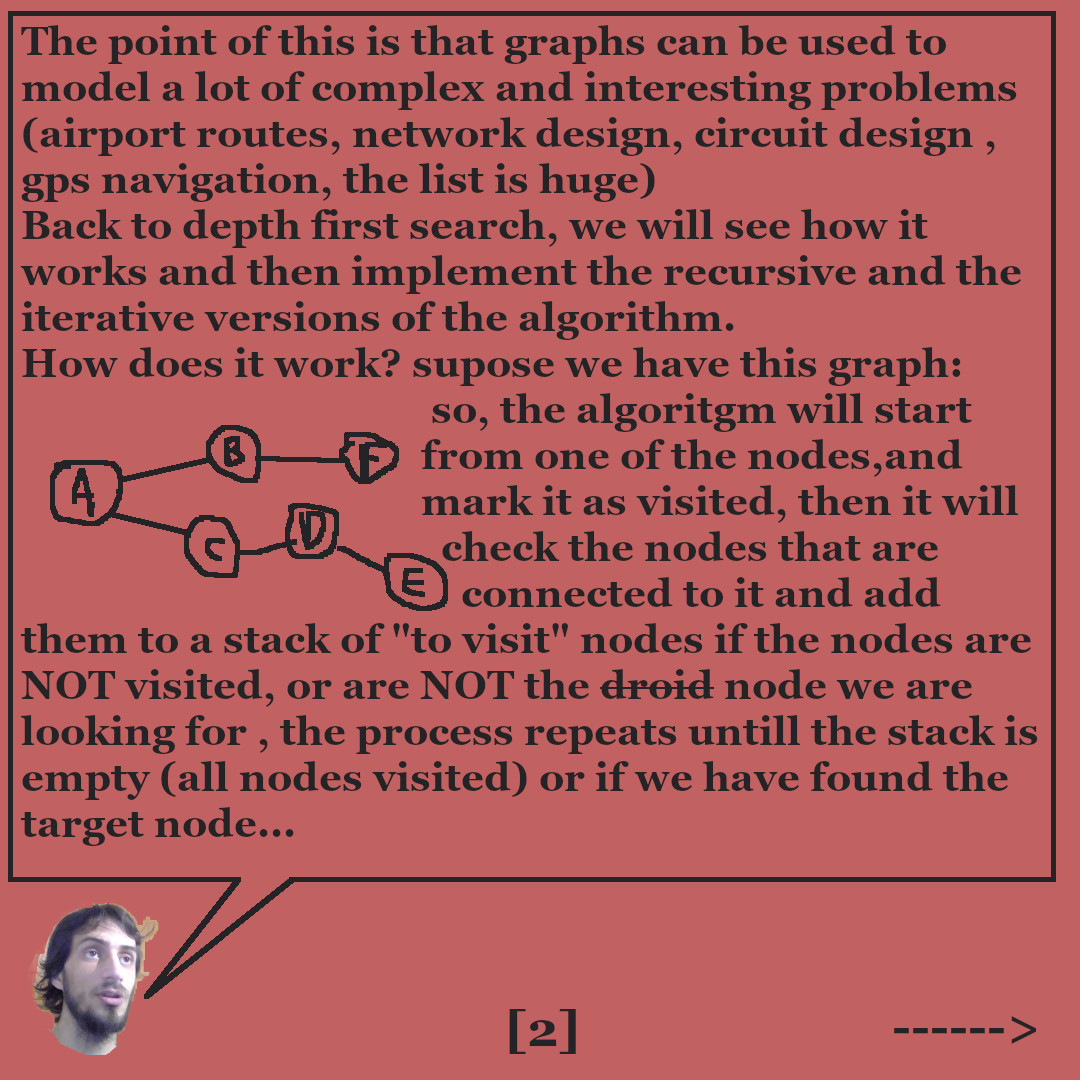 The point of this is that graphs can be used to
model a lot of complex and interesting problems
(airport routes, network design, circuit design ,
gps navigation, the list is huge)
Back to depth first search, we will see how it
works and then implement the recursive and the
iterative versions of the algorithm.
How does it work? supose we have this graph:
so, the algoritgm will start
from one of the nodes,and
mark it as visited, then it will
check the nodes that are
connected to it and add
A
B
F
C
D
E
them to a stack of "to visit" nodes if the nodes are
NOT visited, or are NOT the droid node we are
looking for , the process repeats untill the stack is
empty (all nodes visited) or if we have found the
target node...
[2]
------>